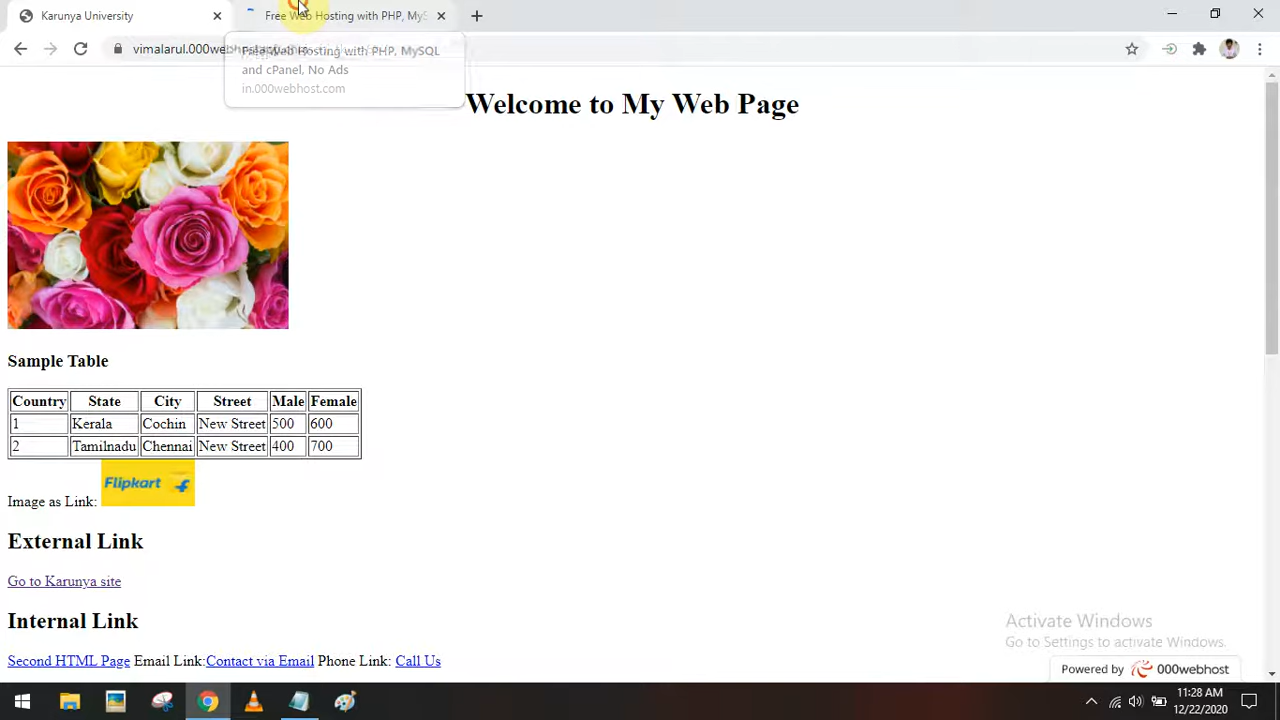 Karunya University
Free Web Hosting with PHP, MyS
Free Web Hosting with PHP, MySQL
and cPanel, No Ads
in.000webhost.com
Welcome to My Web Page
Sample Table
Country State City Street Male Female
1 Kerala Cochin New Street 500 600
2 Tamilnadu Chennai New Street 400 700
Flipkart
Image as Link:
External Link
Go to Karunya site
Internal Link
Second HTML Page Email Link:Contact via Email Phone Link: Call Us
Activate Windows
Go to Settings to activate Windows.
Powered by 000webhost
11:28 AM
12/22/2020